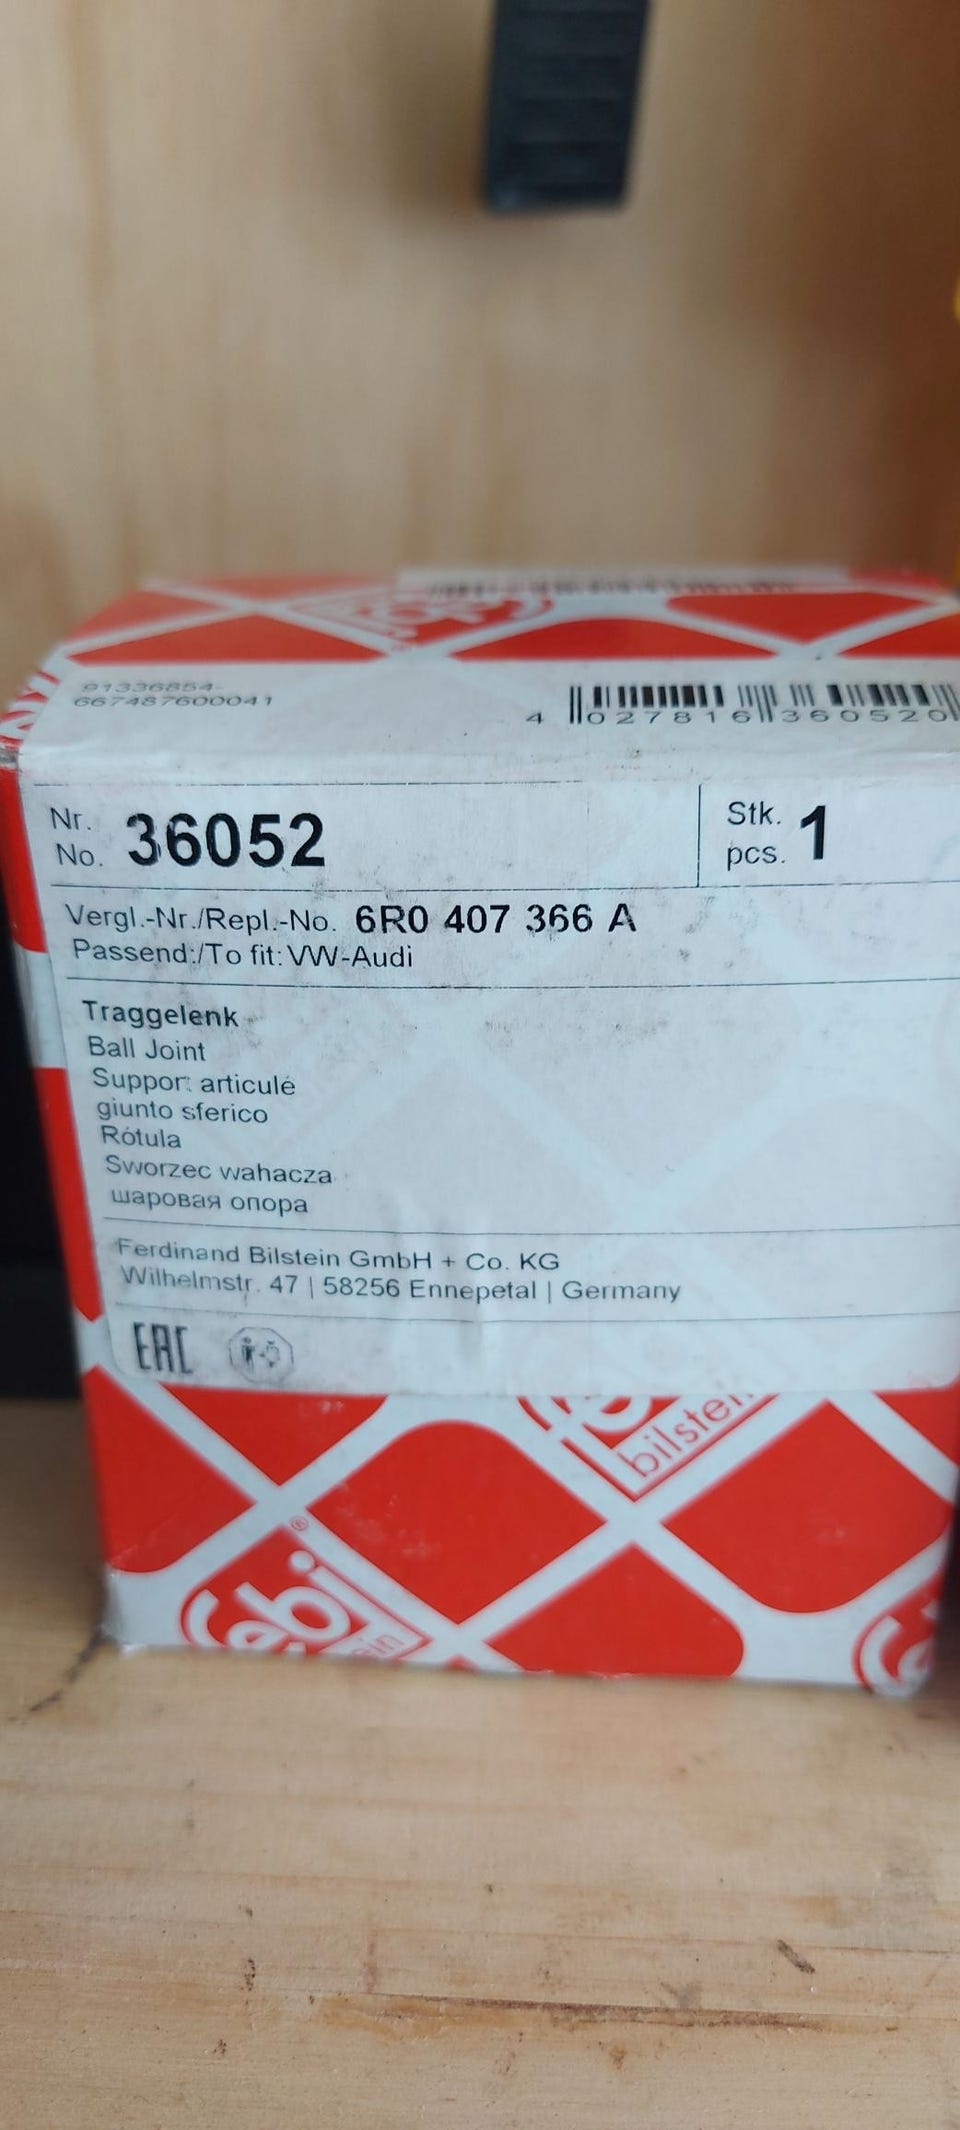 91336854-
667487600041
4 027816 360520
Nr.
No. 36052
Stk.
pcs. 1
Vergl.-Nr./Repl.-No. 6R0 407 366 A
Passend:/To fit: VW-Audi
Traggelenk
Ball Joint
Support articulé
giunto sferico
Rótula
Sworzec wahacza
шаровая опора
Ferdinand Bilstein GmbH + Co. KG
Wilhelmstr. 47 | 58256 Ennepetal | Germany
EAC
bilstein
febi